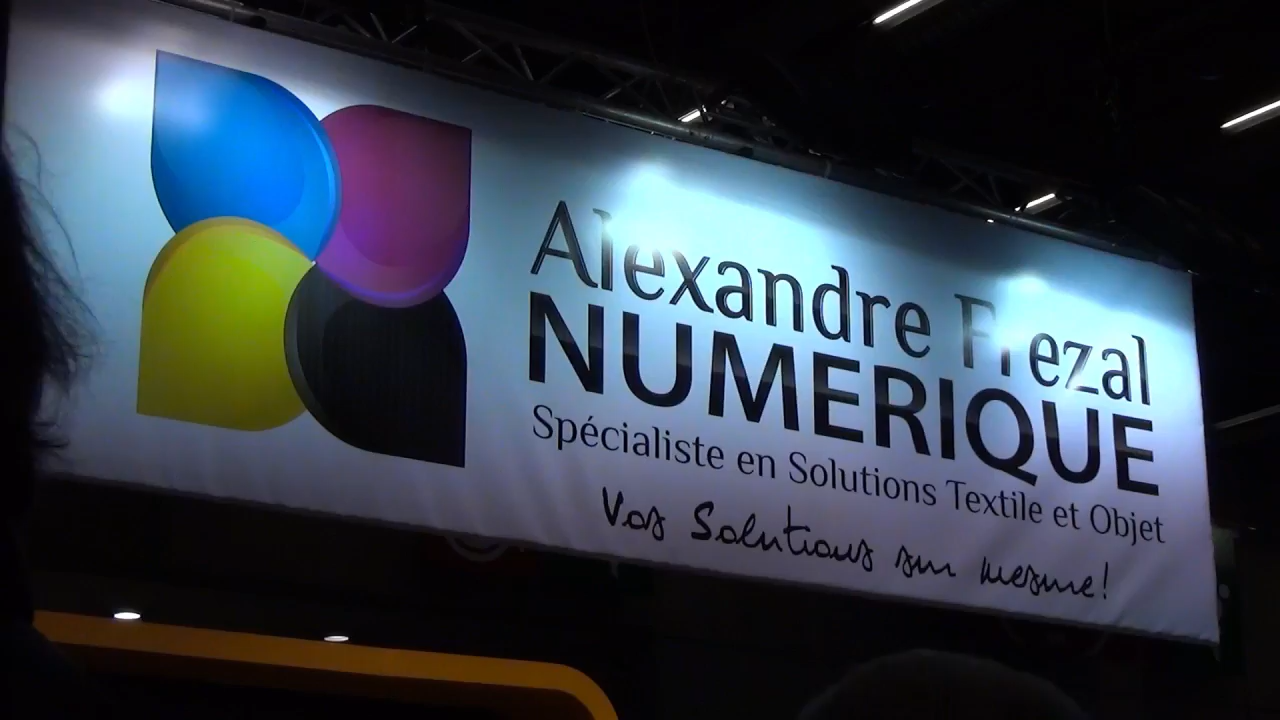 Alexandre Frezal
NUMERIQUE
Spécialiste en Solutions Textile et Objet
Vos Solutions sur mesure!